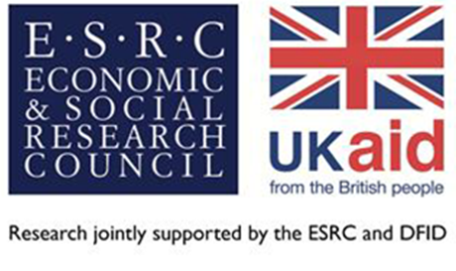 E·S·R·C
ECONOMIC
& SOCIAL
RESEARCH
COUNCIL
UKaid
from the British people
Research jointly supported by the ESRC and DFID